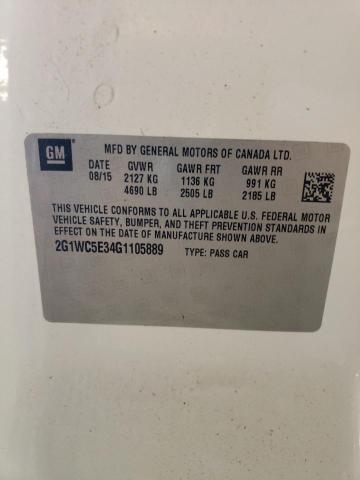 GM
MFD BY GENERAL MOTORS OF CANADA LTD.
DATE GVWR GAWR FRT GAWR RR
08/15 2127 KG 1136 KG 991 KG
4690 LB 2505 LB 2185 LB
THIS VEHICLE CONFORMS TO ALL APPLICABLE U.S. FEDERAL MOTOR
VEHICLE SAFETY, BUMPER, AND THEFT PREVENTION STANDARDS IN
EFFECT ON THE DATE OF MANUFACTURE SHOWN ABOVE.
2G1WC5E34G1105889 TYPE: PASS CAR